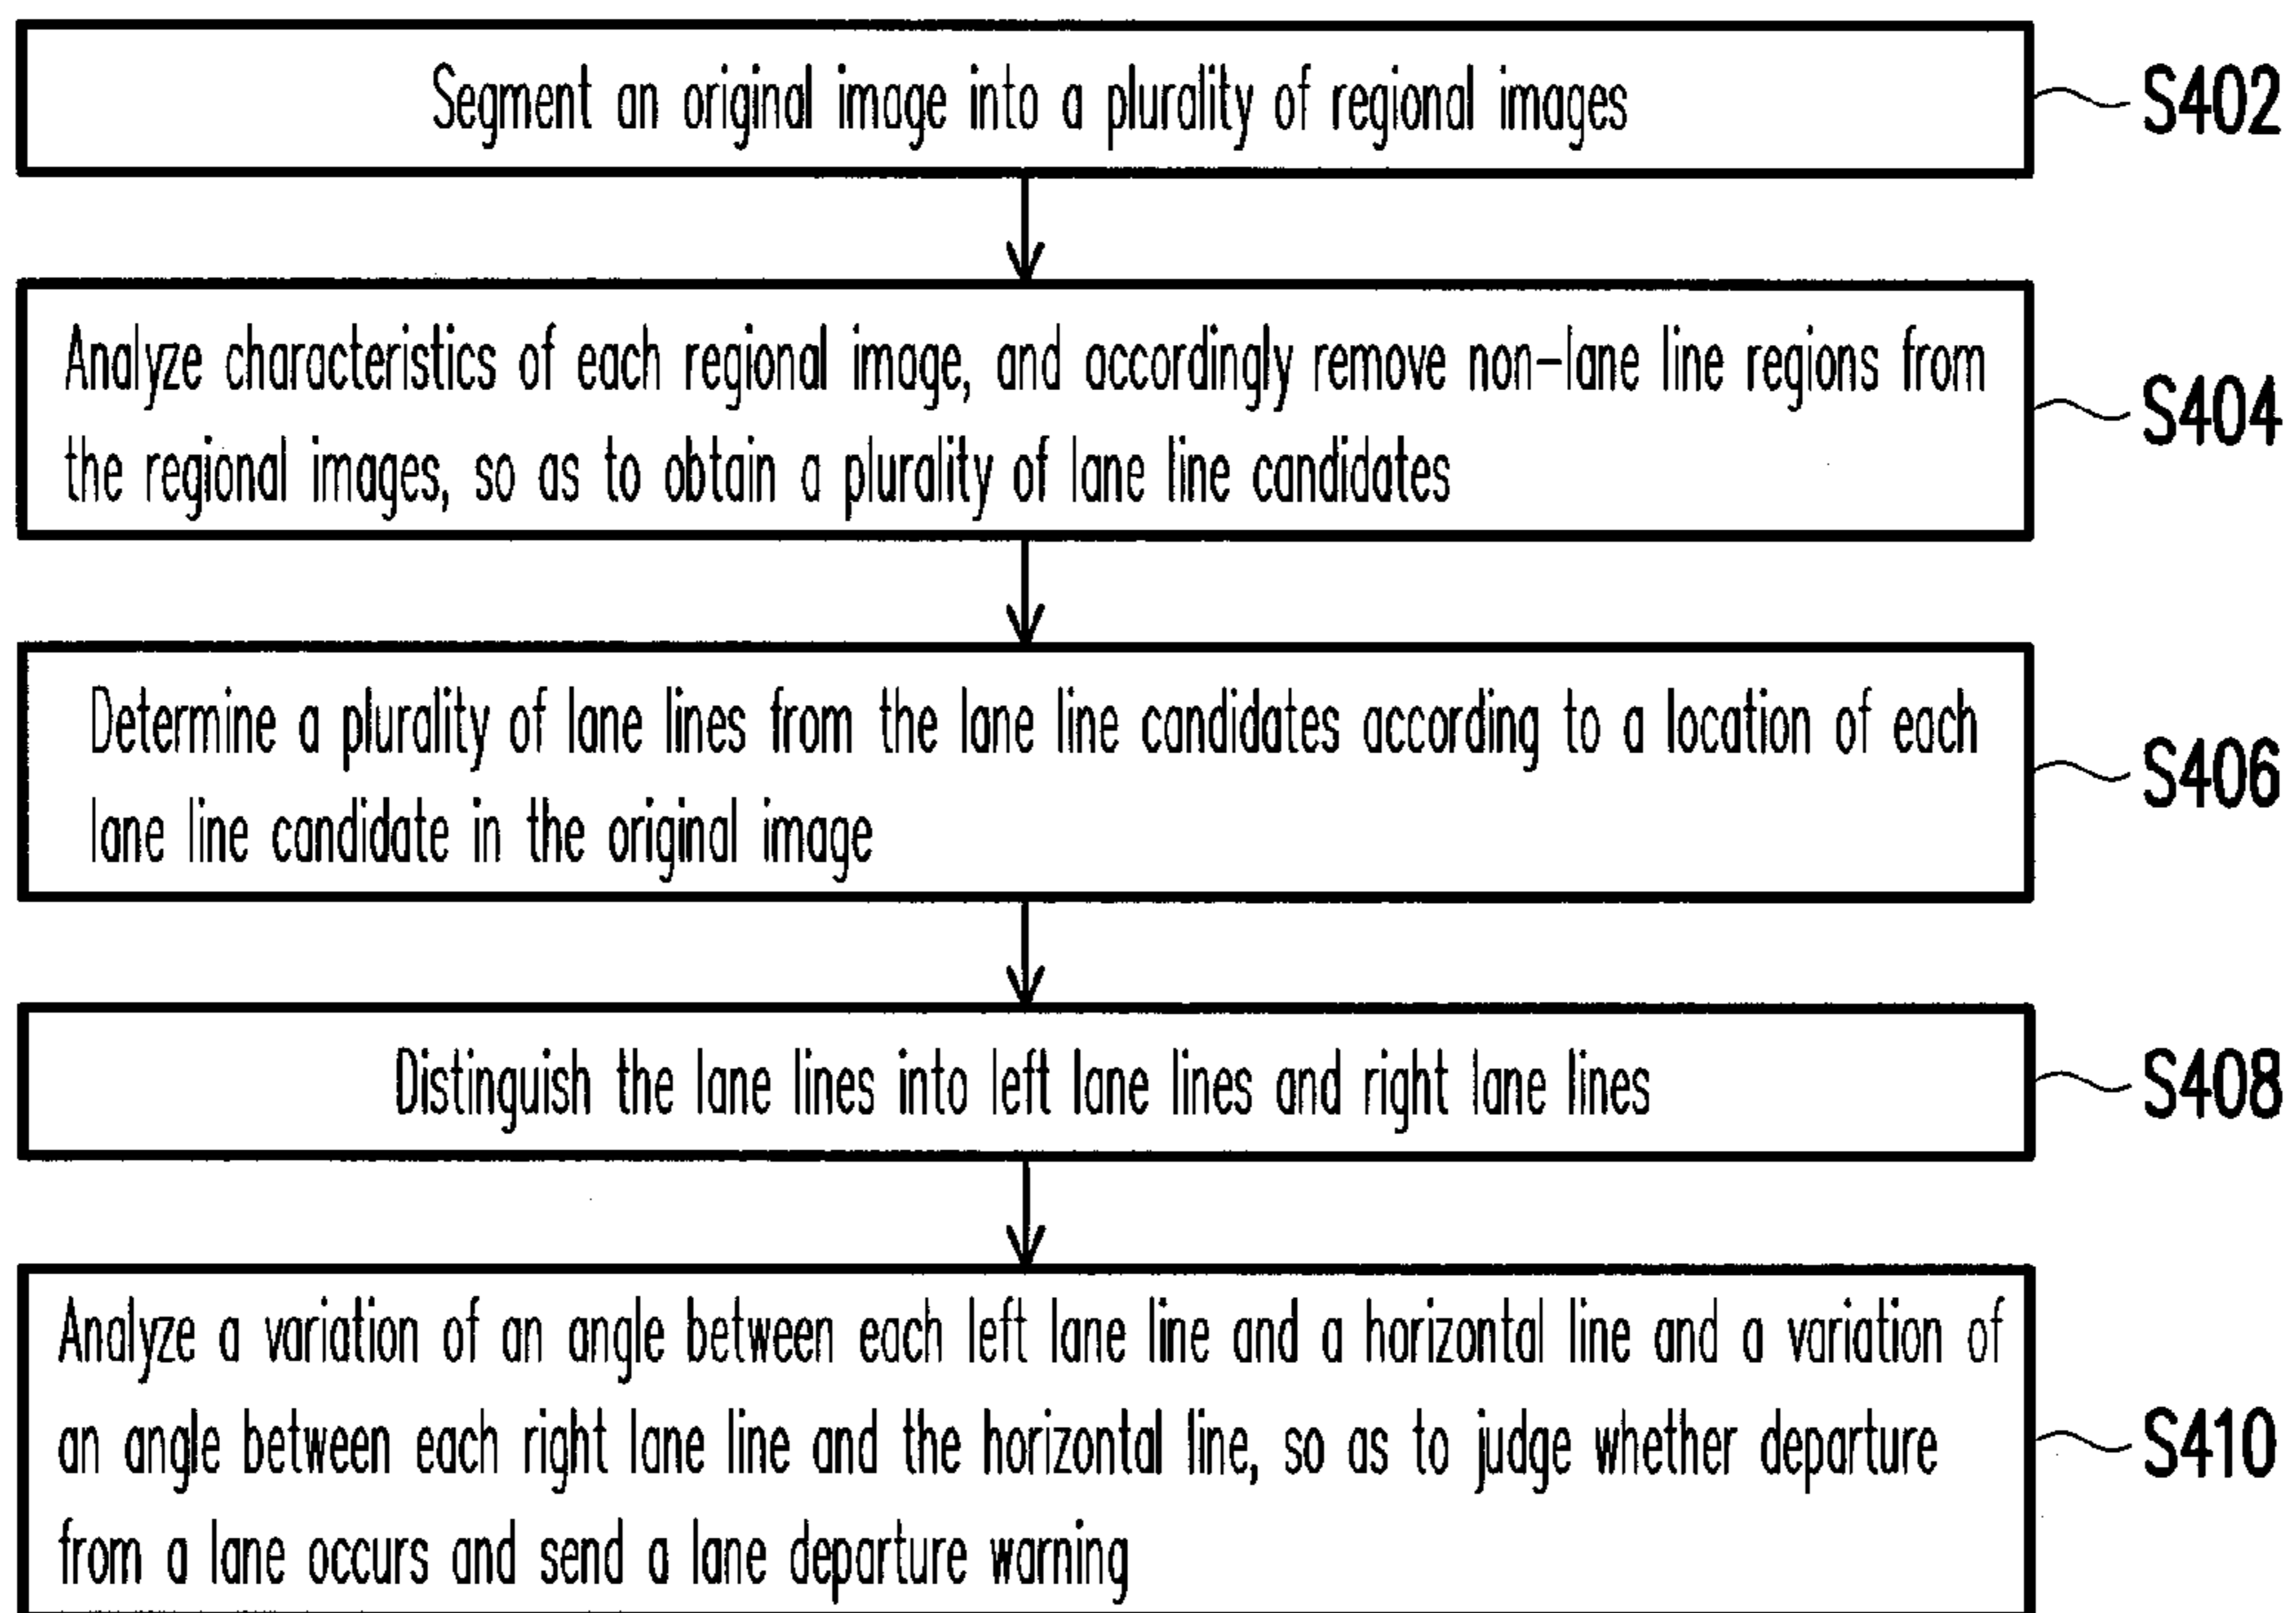 Segment an original image into a plurality of regional images
S402
Analyze characteristics of each regional image, and accordingly remove non-lane line regions from
the regional images, so as to obtain a plurality of lane line candidates
S404
Determine a plurality of lane lines from the lane line candidates according to a location of each
lane line candidate in the original image
S406
Distinguish the lane lines into left lane lines and right lane lines
S408
Analyze a variation of an angle between each left lane line and a horizontal line and a variation of
an angle between each right lane line and the horizontal line, so as to judge whether departure
from a lane occurs and send a lane departure warning
S410